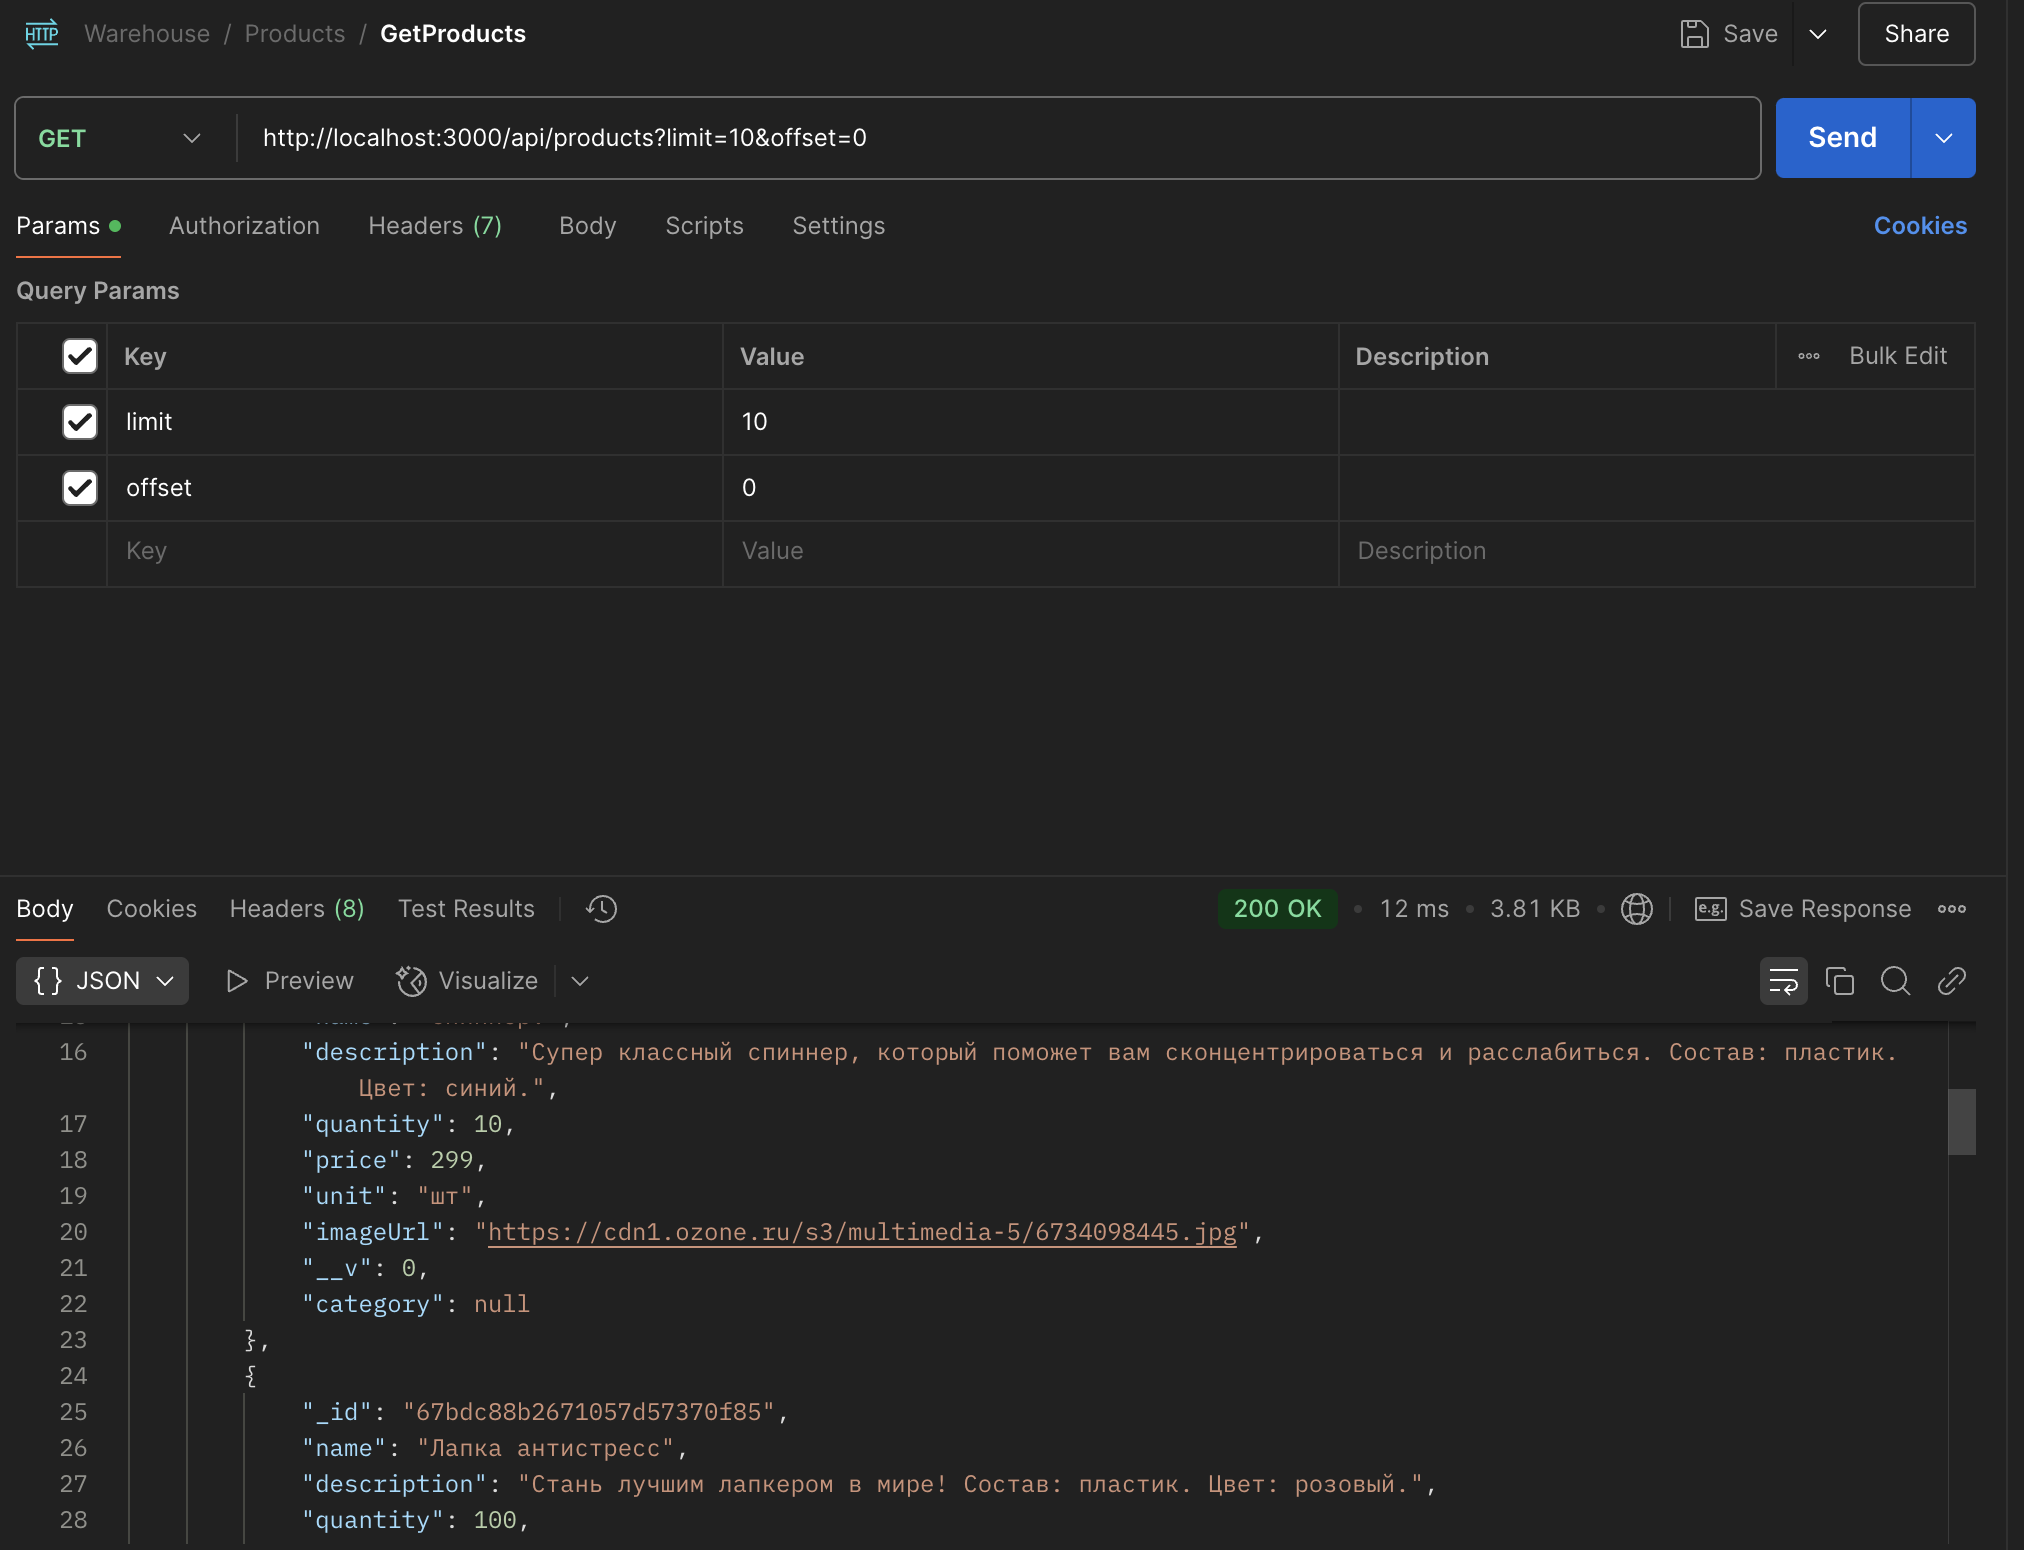 HTTP Warehouse / Products / GetProducts Save Share
GET http://localhost:3000/api/products?limit=10&offset=0 Send
Params Authorization Headers (7) Body Scripts Settings Cookies
Query Params
Key Value Description Bulk Edit
limit 10
offset 0
Key Value Description
Body Cookies Headers (8) Test Results 200 OK 12 ms 3.81 KB e.g. Save Response
{} JSON Preview Visualize
16 "description": "Супер классный спиннер, который поможет вам сконцентрироваться и расслабиться. Состав: пластик.
Цвет: синий.",
17 "quantity": 10,
18 "price": 299,
19 "unit": "шт",
20 "imageUrl": "https://cdn1.ozone.ru/s3/multimedia-5/6734098445.jpg",
21 "__v": 0,
22 "category": null
23 },
24 {
25 "_id": "67bdc88b2671057d57370f85",
26 "name": "Лапка антистресс",
27 "description": "Стань лучшим лапкером в мире! Состав: пластик. Цвет: розовый.",
28 "quantity": 100,